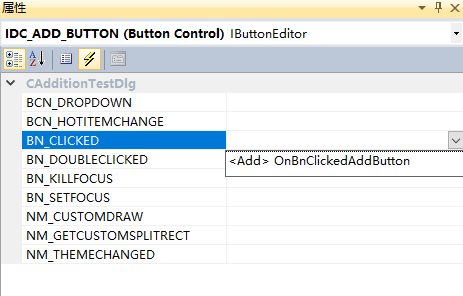 属性
IDC_ADD_BUTTON (Button Control) IButtonEditor
CAdditionTestDlg
BCN_DROPDOWN
BCN_HOTITEMCHANGE
BN_CLICKED
BN_DOUBLECLICKED
<Add> OnBnClickedAddButton
BN_KILLFOCUS
BN_SETFOCUS
NM_CUSTOMDRAW
NM_GETCUSTOMSPLITRECT
NM_THEMECHANGED